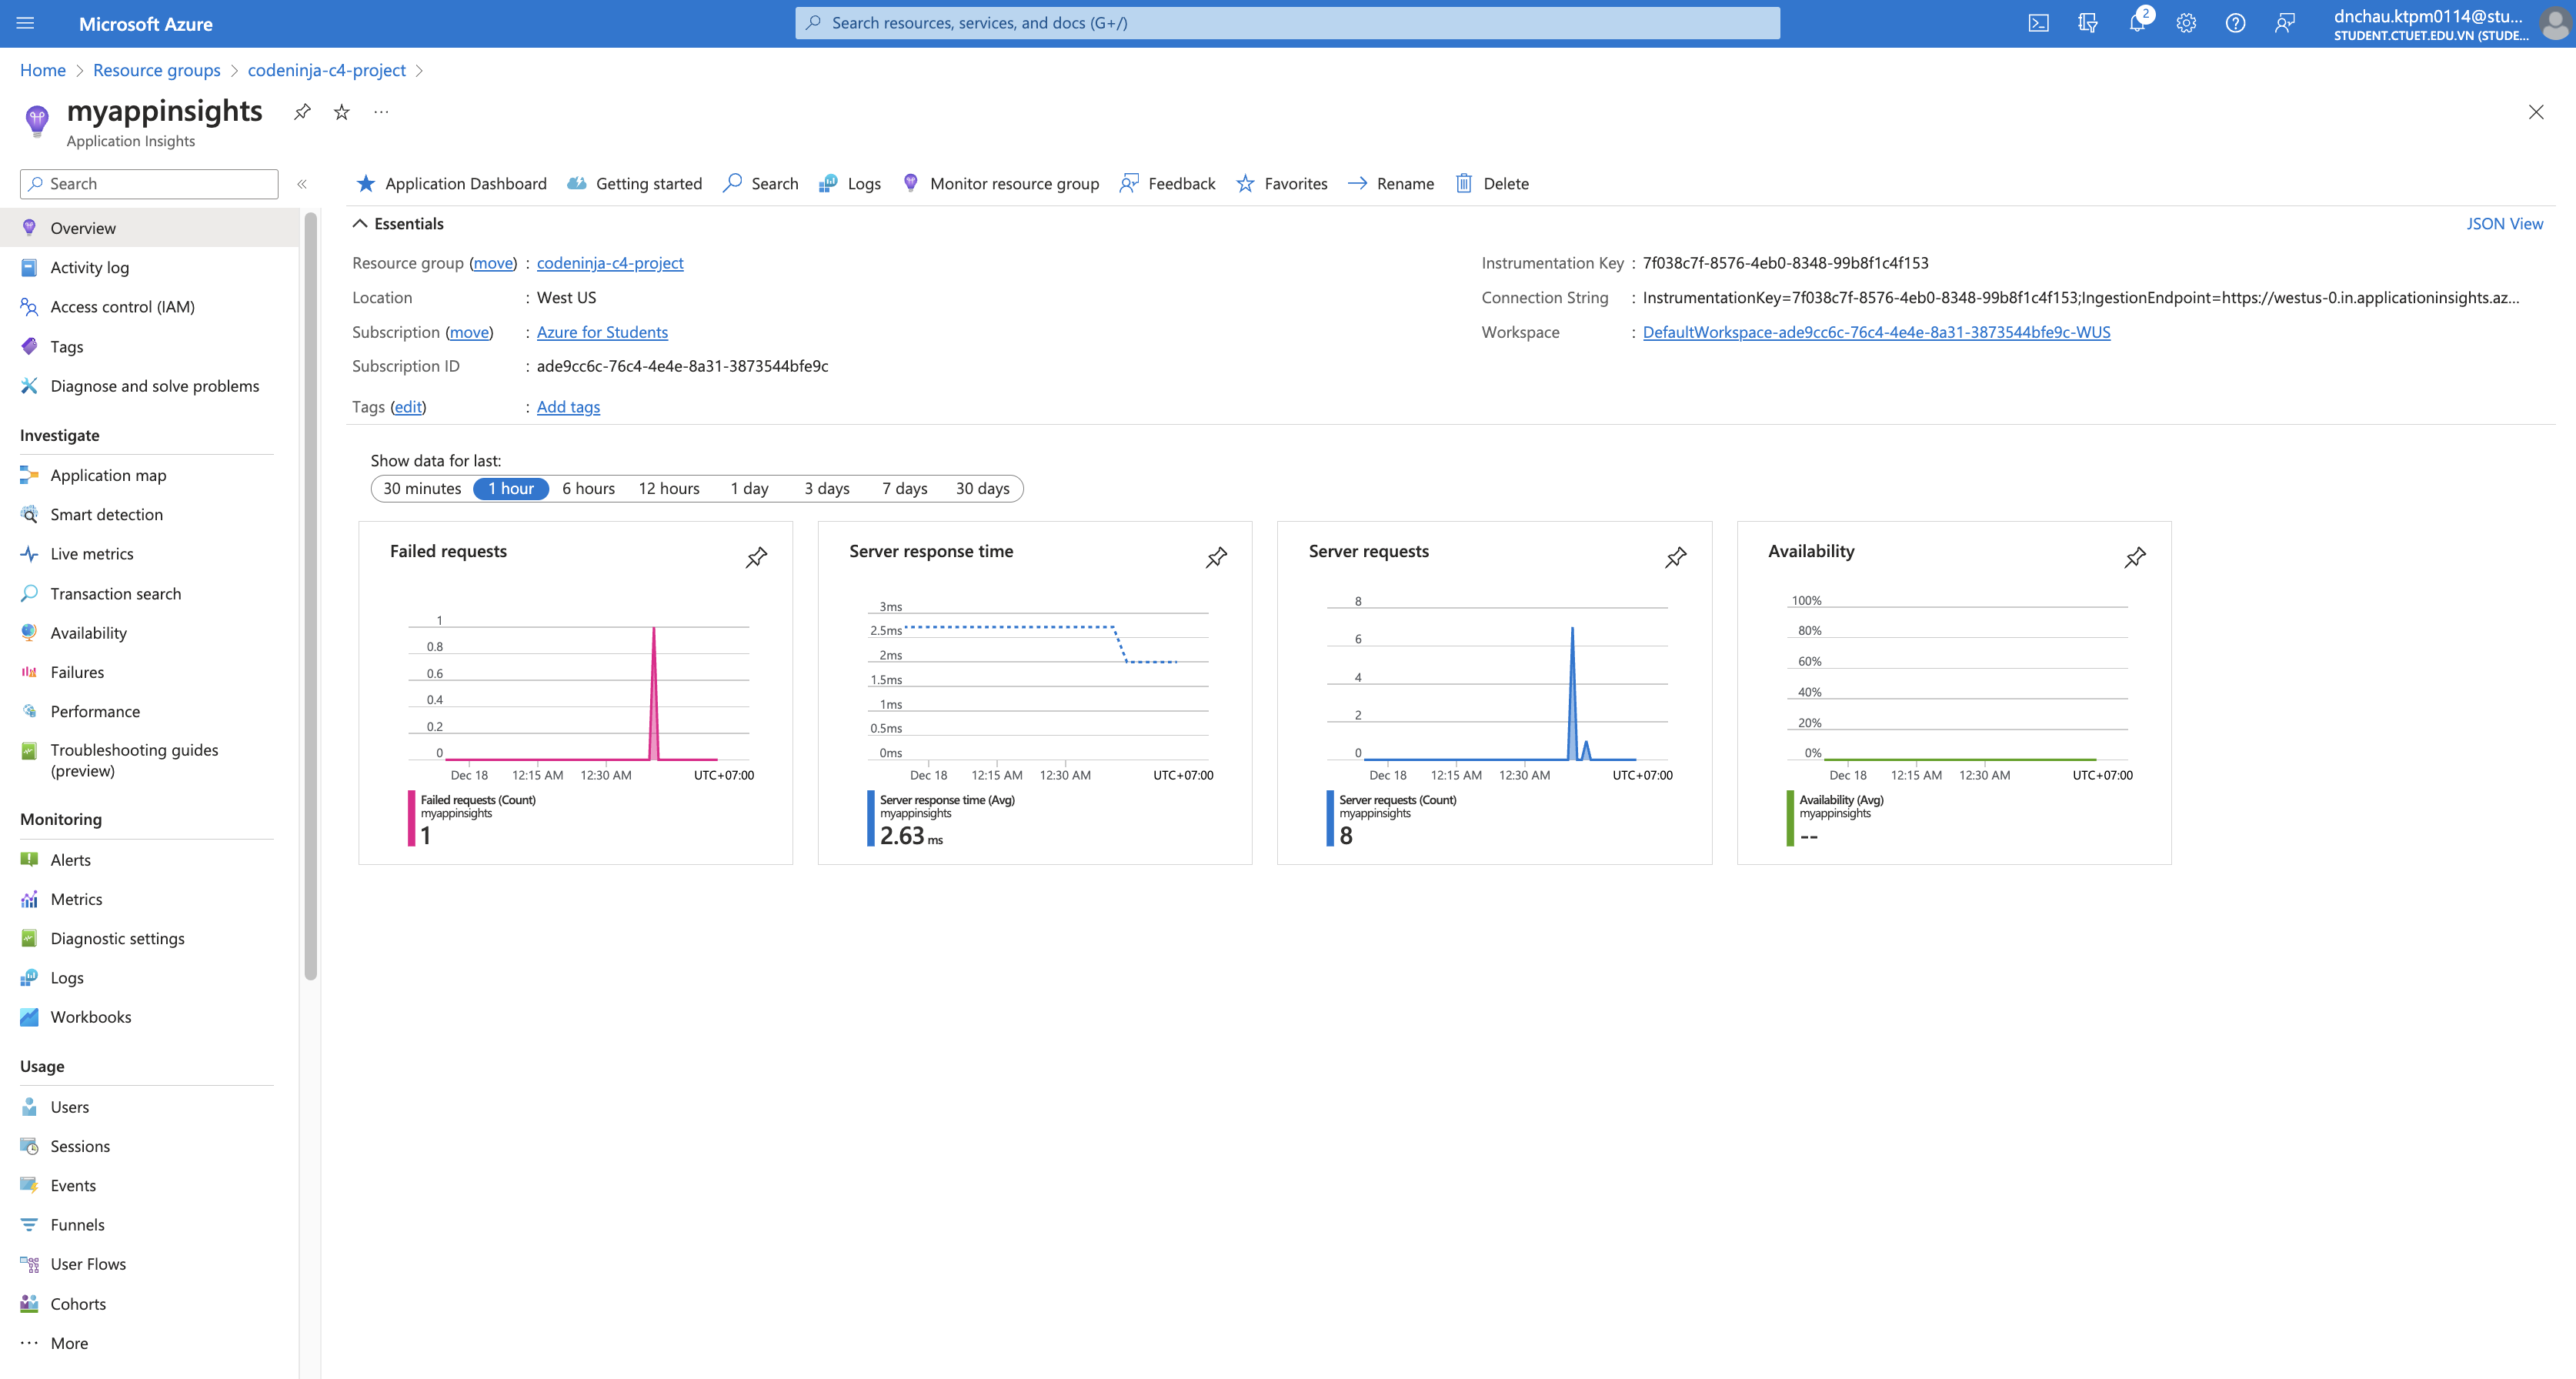 Microsoft Azure
Search resources, services, and docs (G+/)
2
dnchau.ktpm0114@stu...
STUDENT.CTUET.EDU.VN (STUDE...
Home > Resource groups > codeninja-c4-project >
myappinsights
Application Insights
Search
Application Dashboard Getting started Search Logs Monitor resource group Feedback Favorites Rename Delete
Overview
Activity log
Access control (IAM)
Tags
Diagnose and solve problems
Investigate
Application map
Smart detection
Live metrics
Transaction search
Availability
Failures
Performance
Troubleshooting guides
(preview)
Monitoring
Alerts
Metrics
Diagnostic settings
Logs
Workbooks
Usage
Users
Sessions
Events
Funnels
User Flows
Cohorts
More
Essentials
JSON View
Resource group (move) : codeninja-c4-project
Location : West US
Subscription (move) : Azure for Students
Subscription ID : ade9cc6c-76c4-4e4e-8a31-3873544bfe9c
Tags (edit) : Add tags
Instrumentation Key : 7f038c7f-8576-4eb0-8348-99b8f1c4f153
Connection String : InstrumentationKey=7f038c7f-8576-4eb0-8348-99b8f1c4f153;IngestionEndpoint=https://westus-0.in.applicationinsights.az...
Workspace : DefaultWorkspace-ade9cc6c-76c4-4e4e-8a31-3873544bfe9c-WUS
Show data for last:
30 minutes 1 hour 6 hours 12 hours 1 day 3 days 7 days 30 days
Failed requests
1
0.8
0.6
0.4
0.2
0
Dec 18 12:15 AM 12:30 AM UTC+07:00
Failed requests (Count)
myappinsights
1
Server response time
3ms
2.5ms
2ms
1.5ms
1ms
0.5ms
0ms
Dec 18 12:15 AM 12:30 AM UTC+07:00
Server response time (Avg)
myappinsights
2.63 ms
Server requests
8
6
4
2
0
Dec 18 12:15 AM 12:30 AM UTC+07:00
Server requests (Count)
myappinsights
8
Availability
100%
80%
60%
40%
20%
0%
Dec 18 12:15 AM 12:30 AM UTC+07:00
Availability (Avg)
myappinsights
--